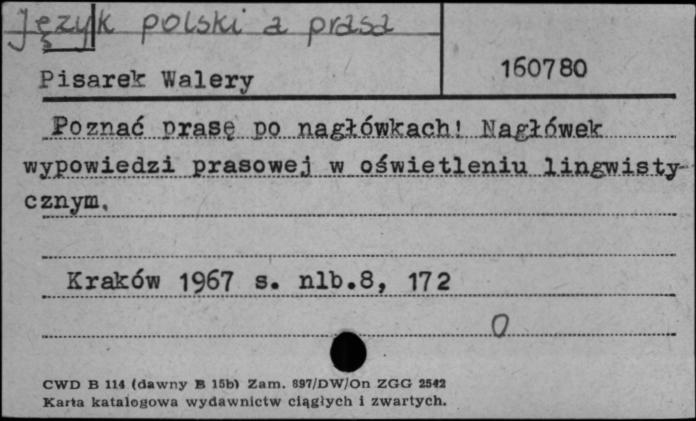 Język polski a prasa
Pisarek Walery
160780
Poznać prasę po nagłówkach! Nagłówek
wypowiedzi prasowej w oświetleniu lingwisty-
cznym.
Kraków 1967 s. nlb.8, 172
O
CWD B 114 (dawny B 15b) Zam. 897/DW/On ZGG 2542
Karta katalogowa wydawnictw ciągłych i zwartych.